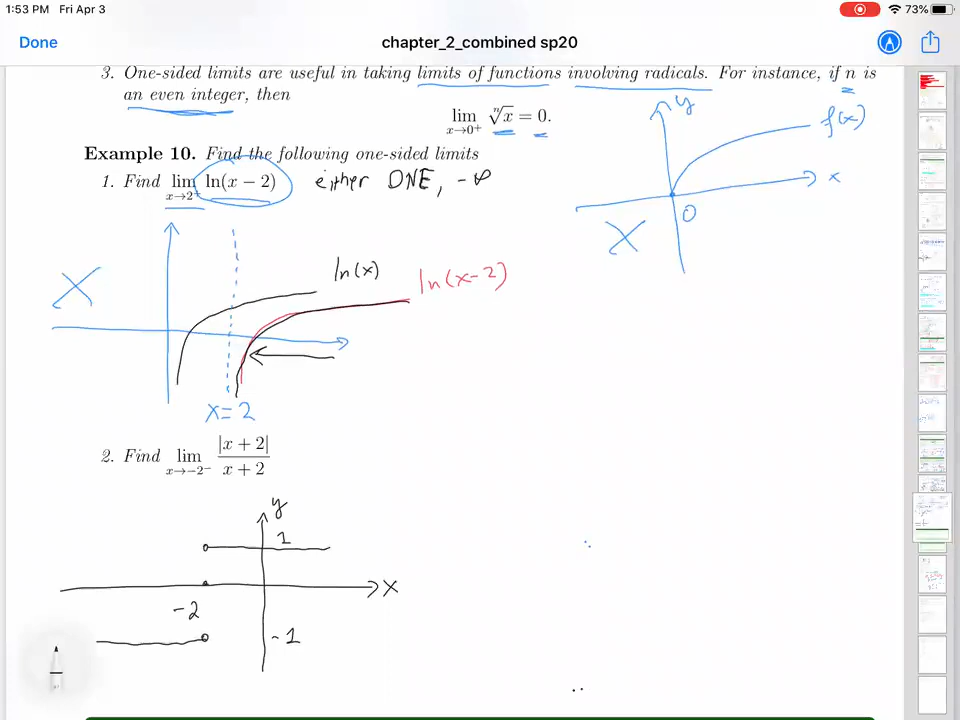 1:53 PM Fri Apr 3
73%
Done
chapter_2_combined sp20
3. One-sided limits are useful in taking limits of functions involving radicals. For instance, if n is
an even integer, then
lim x→0+ ⁿ√x = 0.
y
f(x)
x
0
Example 10. Find the following one-sided limits
1. Find lim x→2+ ln(x − 2) either DNE, -∞
ln(x)
ln(x-2)
x=2
2. Find lim x→−2− |x + 2| / x + 2
y
1
x
-2
-1